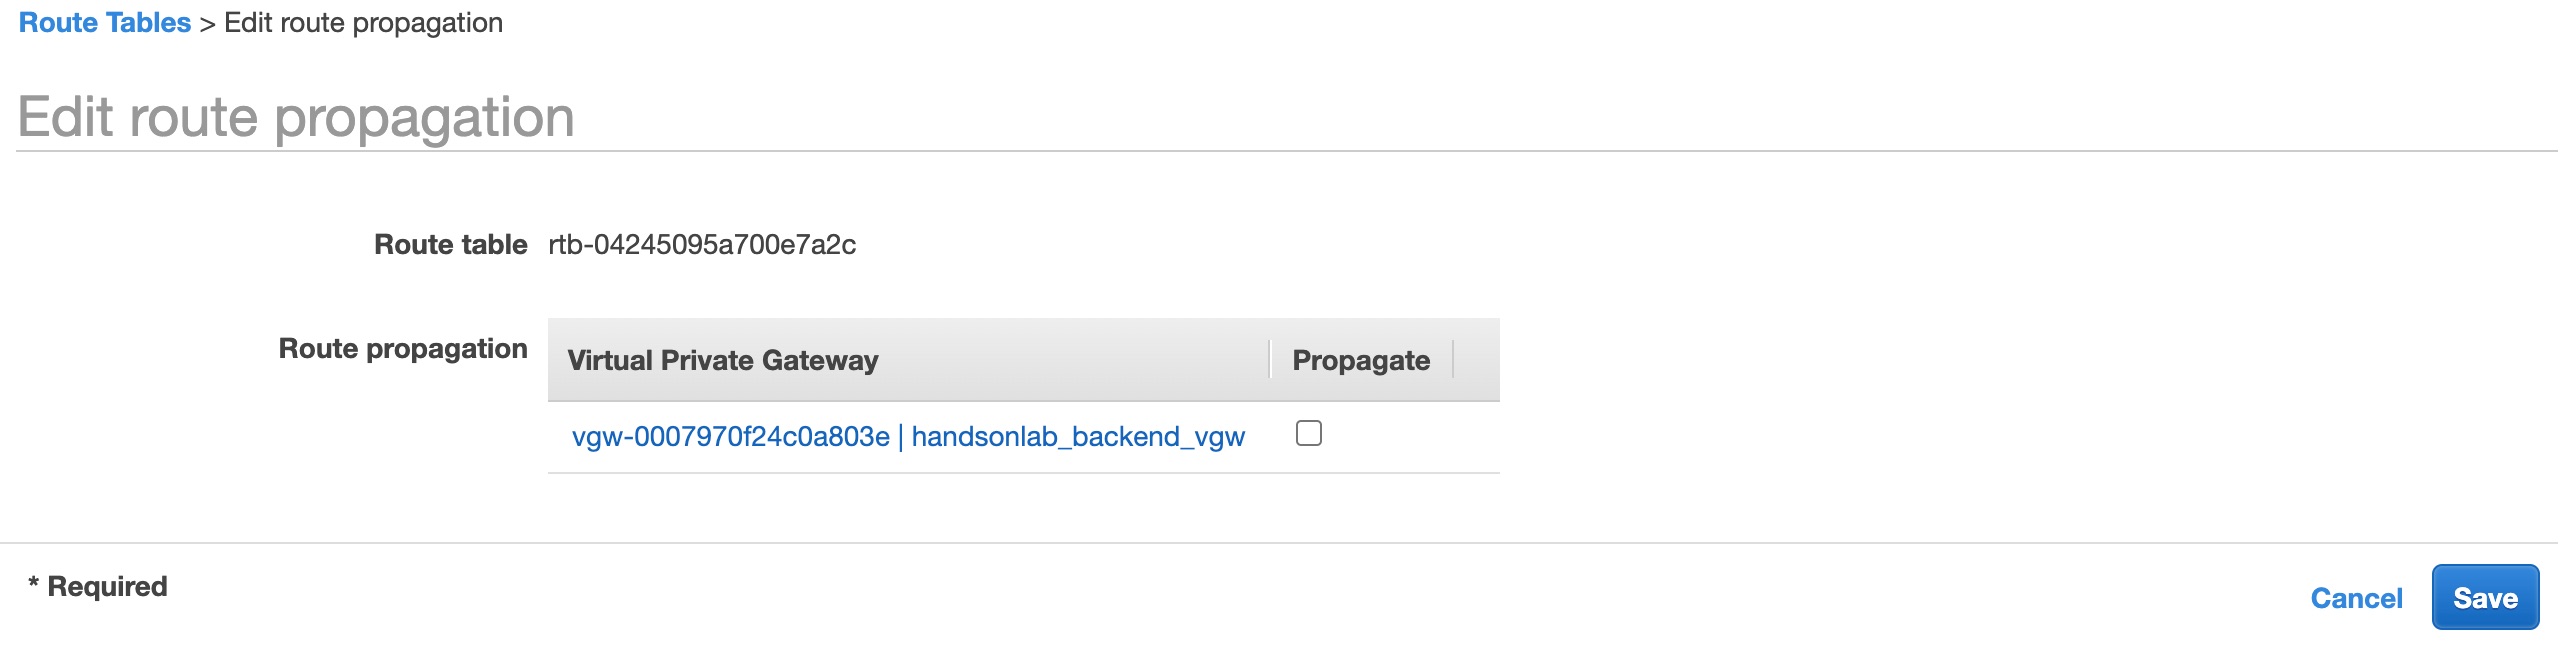 Route Tables > Edit route propagation
Edit route propagation
Route table rtb-04245095a700e7a2c
Route propagation
Virtual Private Gateway Propagate
vgw-0007970f24c0a803e | handsonlab_backend_vgw
* Required
Cancel Save